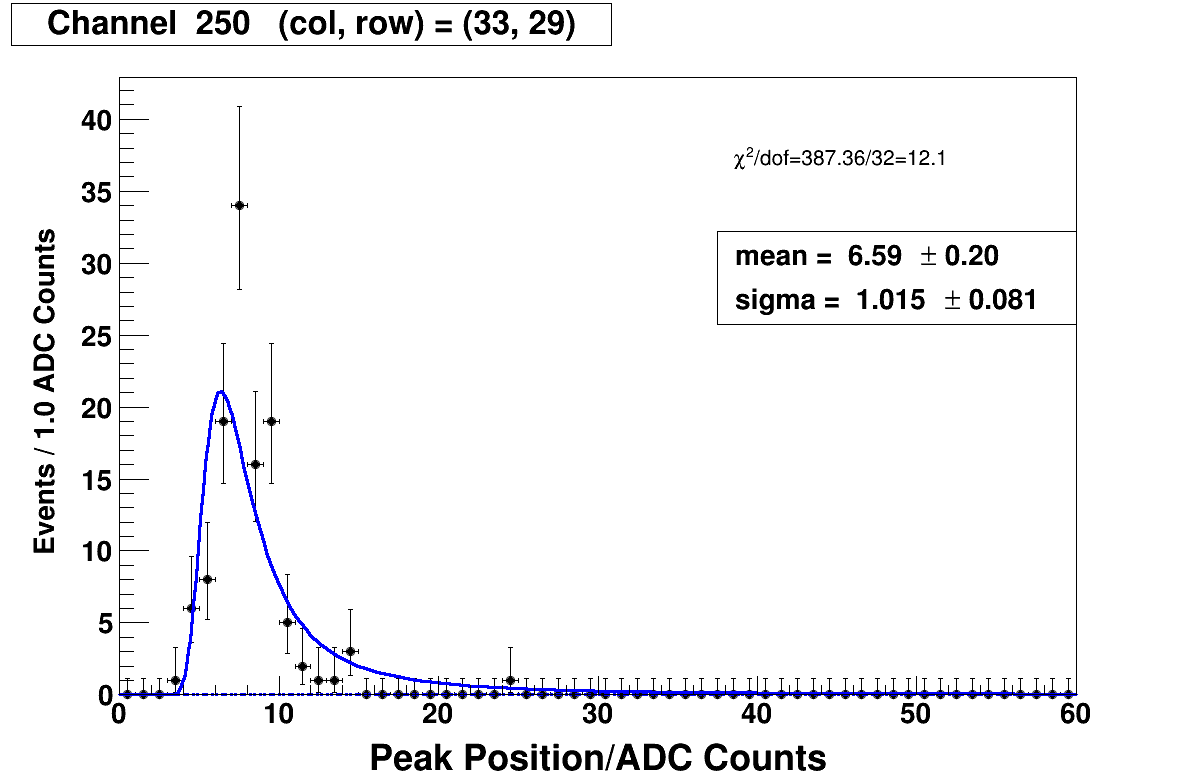 Channel 250 (col, row) = (33, 29)
40
35
30
25
20
15
10
5
0
Events / 1.0 ADC Counts
χ²/dof=387.36/32=12.1
mean = 6.59 ± 0.20
sigma = 1.015 ± 0.081
0 10 20 30 40 50 60
Peak Position/ADC Counts